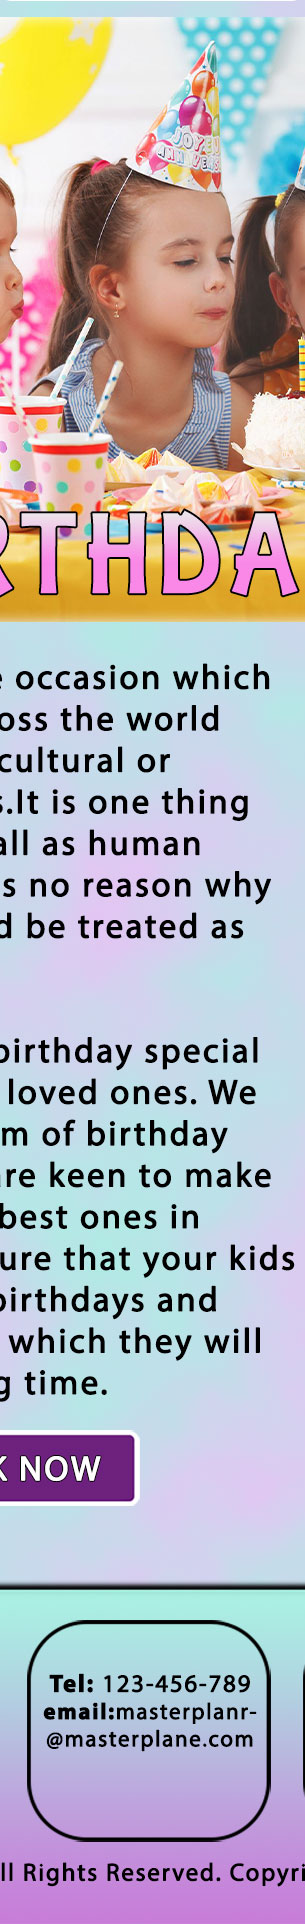 JOYEUX
ANNIVERSAIRE
RTHDA
e occasion which
oss the world
cultural or
s.It is one thing
all as human
s no reason why
d be treated as
birthday special
loved ones. We
m of birthday
are keen to make
best ones in
ure that your kids
birthdays and
which they will
g time.
K NOW
Tel: 123-456-789
email:masterplanr-
@masterplane.com
ll Rights Reserved. Copyri